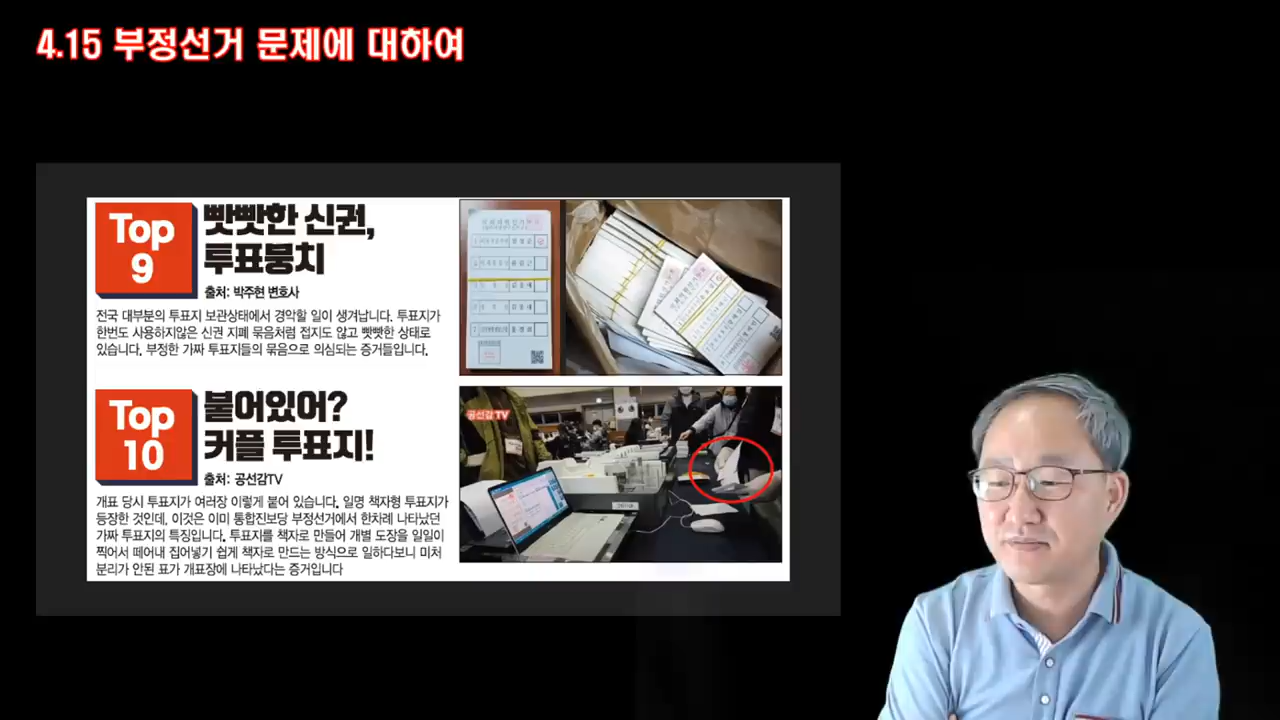 4.15 부정선거 문제에 대하여
Top
9
빳빳한 신권,
투표뭉치
출처: 박주현 변호사
전국 대부분의 투표지 보관상태에서 경악할 일이 생겨납니다. 투표지가
한번도 사용하지않은 신권 지폐 묶음처럼 접지도 않고 빳빳한 상태로
있습니다. 부정한 가짜 투표지들의 묶음으로 의심되는 증거들입니다.
Top
10
붙어있어?
커플 투표지!
출처: 공선감TV
개표 당시 투표지가 여러장 이렇게 붙어 있습니다. 일명 책자형 투표지가
등장한 것인데, 이것은 이미 통합진보당 부정선거에서 한차례 나타났던
가짜 투표지의 특징입니다. 투표지를 책자로 만들어 개별 도장을 일일이
찍어서 떼어내 집어넣기 쉽게 책자로 만드는 방식으로 일하다보니 미처
분리가 안된 표가 개표장에 나타났다는 증거입니다
공선감TV